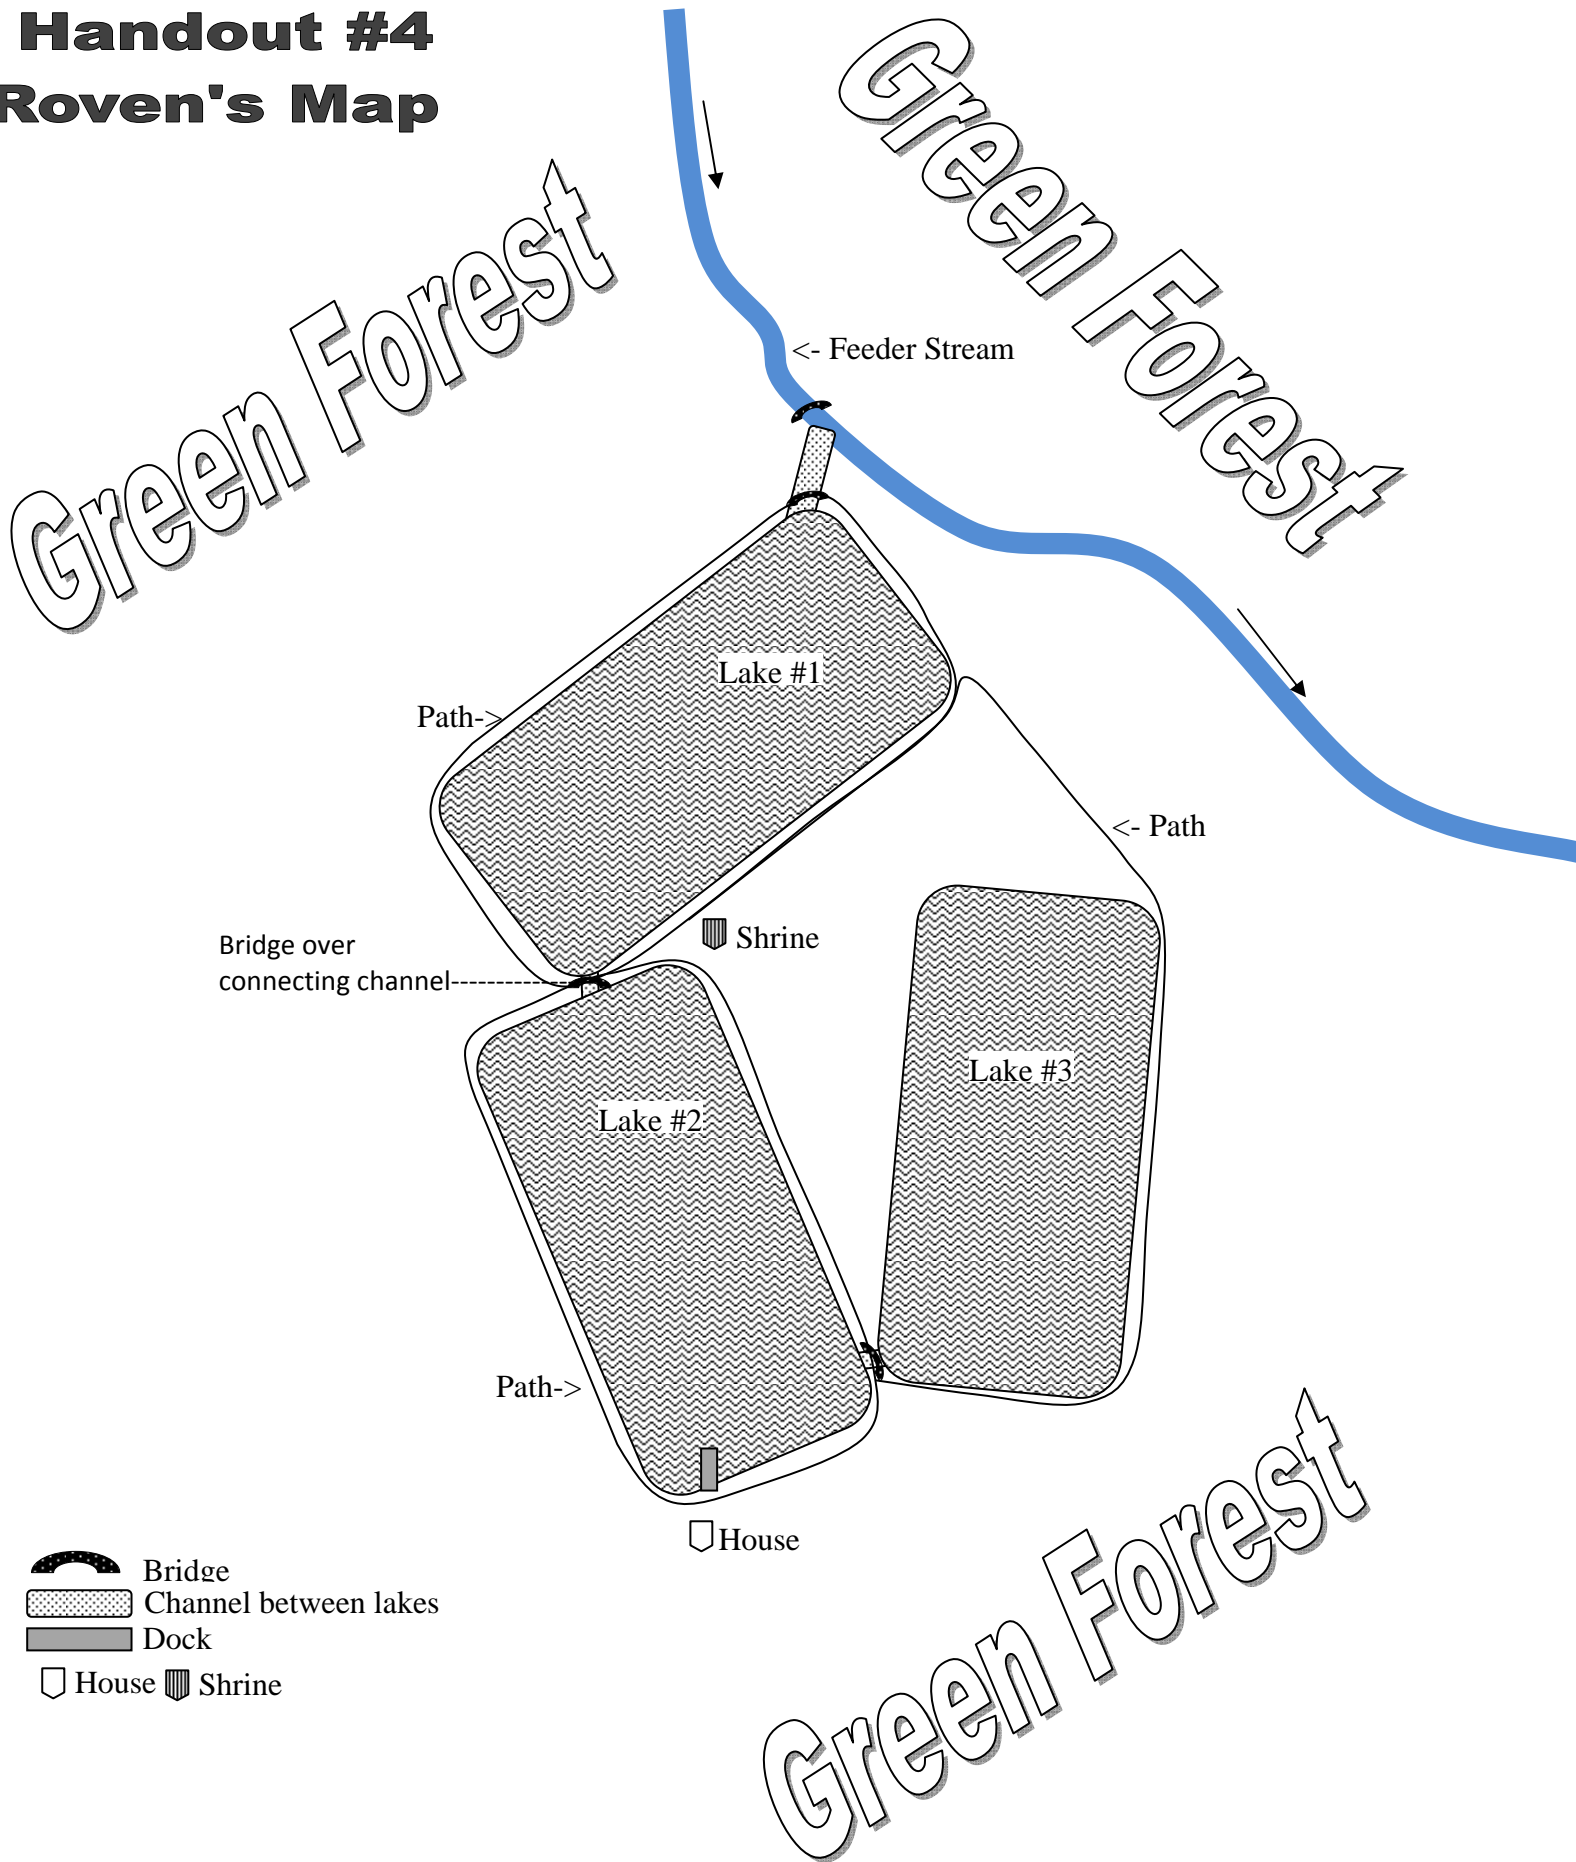 Handout #4
Roven's Map
Green Forest
Green Forest
<- Feeder Stream
Lake #1
Path->
<- Path
Shrine
Bridge over
connecting channel
Lake #3
Lake #2
Path->
House
Green Forest
Bridge
Channel between lakes
Dock
House Shrine